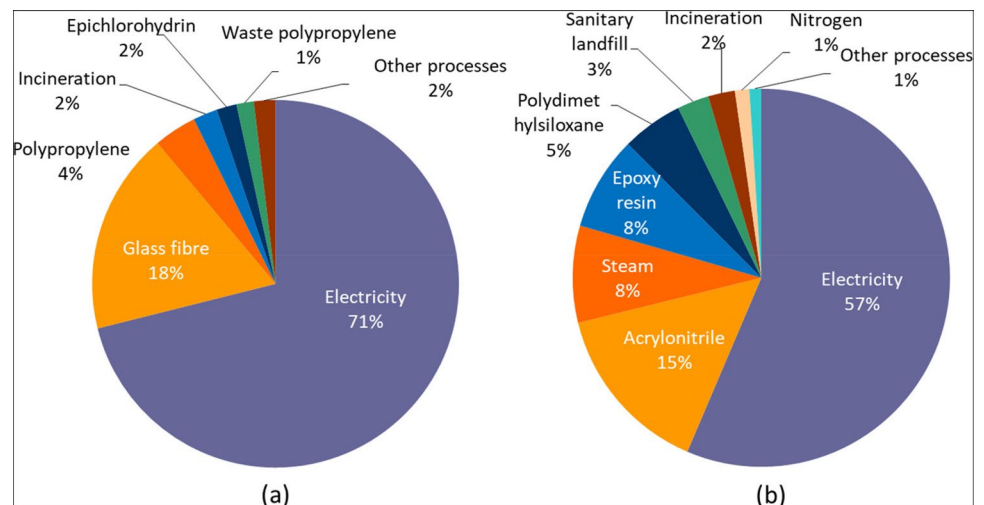 Epichlorohydrin
2%
Waste polypropylene
1%
Incineration
2%
Other processes
2%
Polypropylene
4%
Glass fibre
18%
Electricity
71%
(a)
Sanitary
landfill
3%
Incineration
2%
Nitrogen
1%
Other processes
1%
Polydimet
hylsiloxane
5%
Epoxy
resin
8%
Steam
8%
Acrylonitrile
15%
Electricity
57%
(b)